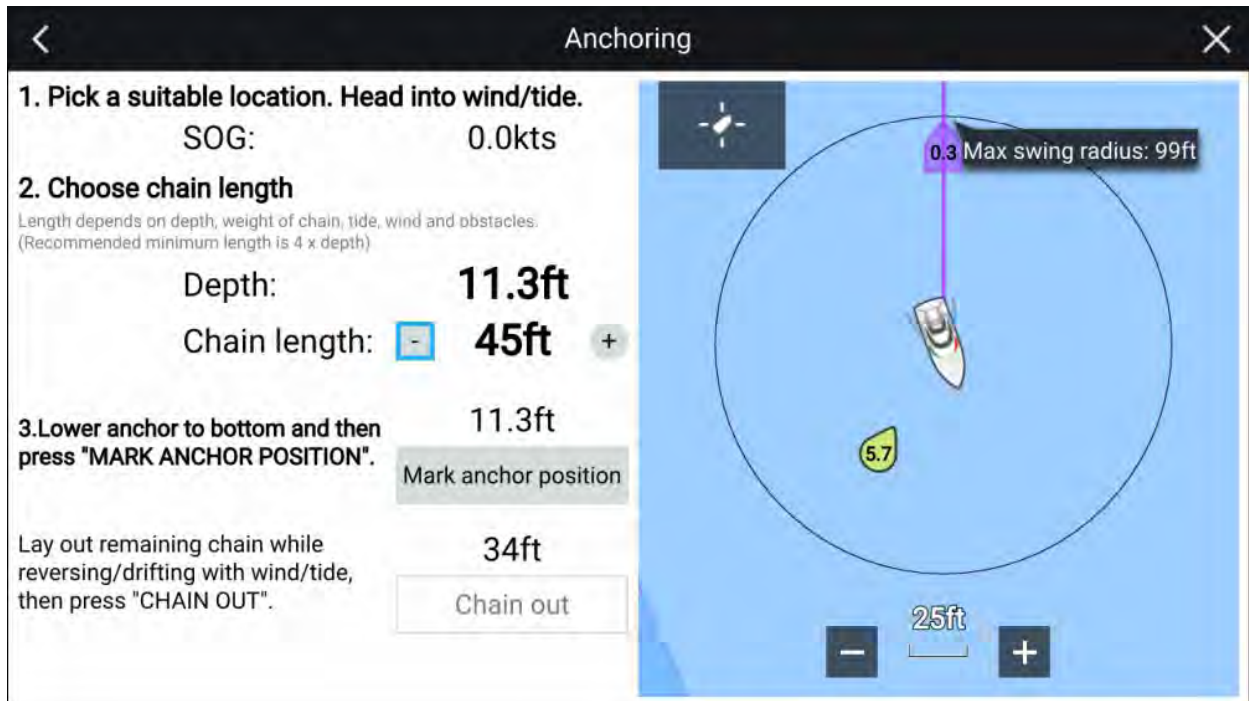 Anchoring
1. Pick a suitable location. Head into wind/tide.
SOG: 0.0kts
2. Choose chain length
Length depends on depth, weight of chain, tide, wind and obstacles.
(Recommended minimum length is 4 x depth)
Depth: 11.3ft
Chain length: - 45ft +
3.Lower anchor to bottom and then
press "MARK ANCHOR POSITION".
11.3ft
Mark anchor position
Lay out remaining chain while
reversing/drifting with wind/tide,
then press "CHAIN OUT".
34ft
Chain out
0.3
Max swing radius: 99ft
5.7
25ft
− +